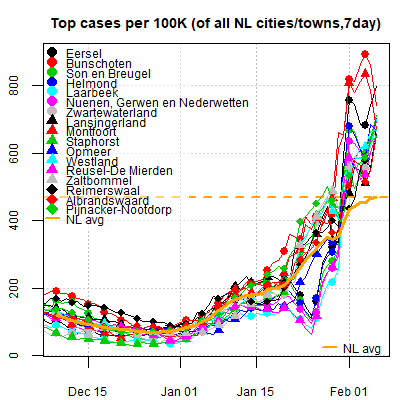 Top cases per 100K (of all NL cities/towns,7day)
Eersel
Bunschoten
Son en Breugel
Helmond
Laarbeek
Nuenen, Gerwen en Nederwetten
Zwartewaterland
Lansingerland
Montfoort
Staphorst
Opmeer
Westland
Reusel-De Mierden
Zaltbommel
Reimerswaal
Albrandswaard
Pijnacker-Nootdorp
NL avg
800
600
400
200
0
NL avg
Dec 15
Jan 01
Jan 15
Feb 01